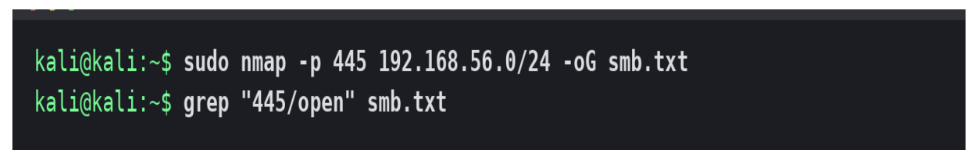 kali@kali:~$ sudo nmap -p 445 192.168.56.0/24 -oG smb.txt
kali@kali:~$ grep "445/open" smb.txt